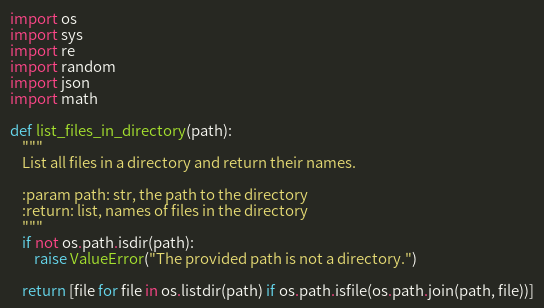 import os
import sys
import re
import random
import json
import math

def list_files_in_directory(path):
    """
    List all files in a directory and return their names.

    :param path: str, the path to the directory
    :return: list, names of files in the directory
    """
    if not os.path.isdir(path):
        raise ValueError("The provided path is not a directory.")

    return [file for file in os.listdir(path) if os.path.isfile(os.path.join(path, file))]